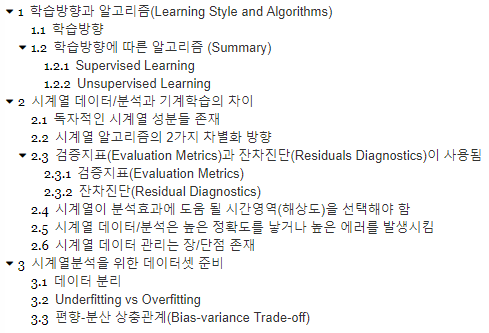 1 학습방향과 알고리즘(Learning Style and Algorithms)
1.1 학습방향
1.2 학습방향에 따른 알고리즘 (Summary)
1.2.1 Supervised Learning
1.2.2 Unsupervised Learning
2 시계열 데이터/분석과 기계학습의 차이
2.1 독자적인 시계열 성분들 존재
2.2 시계열 알고리즘의 2가지 차별화 방향
2.3 검증지표(Evaluation Metrics)과 잔차진단(Residuals Diagnostics)이 사용됨
2.3.1 검증지표(Evaluation Metrics)
2.3.2 잔차진단(Residual Diagnostics)
2.4 시계열이 분석효과에 도움 될 시간영역(해상도)을 선택해야 함
2.5 시계열 데이터/분석은 높은 정확도를 낳거나 높은 에러를 발생시킴
2.6 시계열 데이터 관리는 장/단점 존재
3 시계열분석을 위한 데이터셋 준비
3.1 데이터 분리
3.2 Underfitting vs Overfitting
3.3 편향-분산 상충관계(Bias-variance Trade-off)